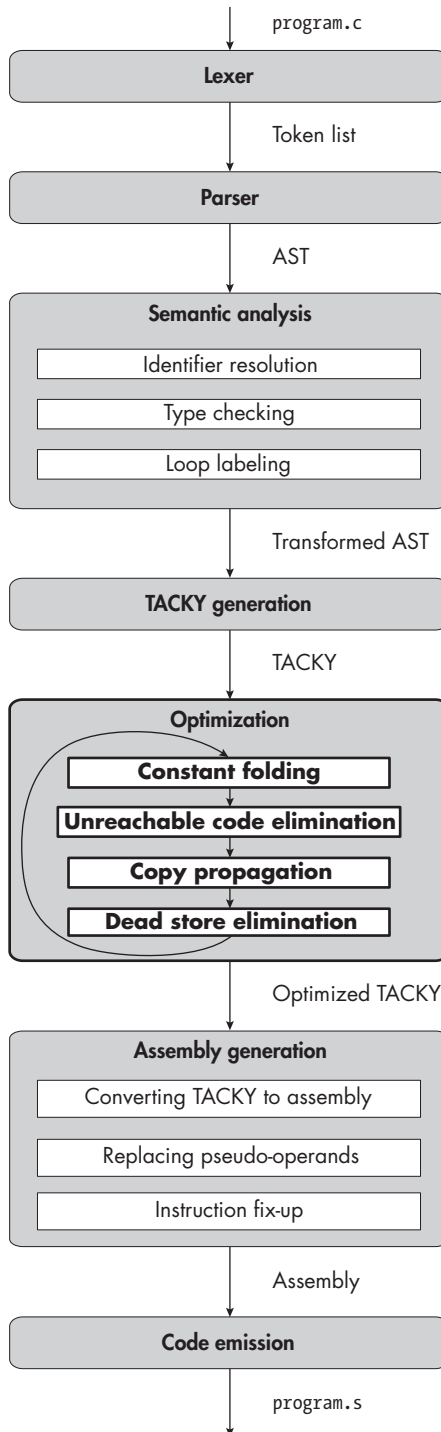 program.c
Lexer
Token list
Parser
AST
Semantic analysis
Identifier resolution
Type checking
Loop labeling
Transformed AST
TACKY generation
TACKY
Optimization
Constant folding
Unreachable code elimination
Copy propagation
Dead store elimination
Optimized TACKY
Assembly generation
Converting TACKY to assembly
Replacing pseudo-operands
Instruction fix-up
Assembly
Code emission
program.s